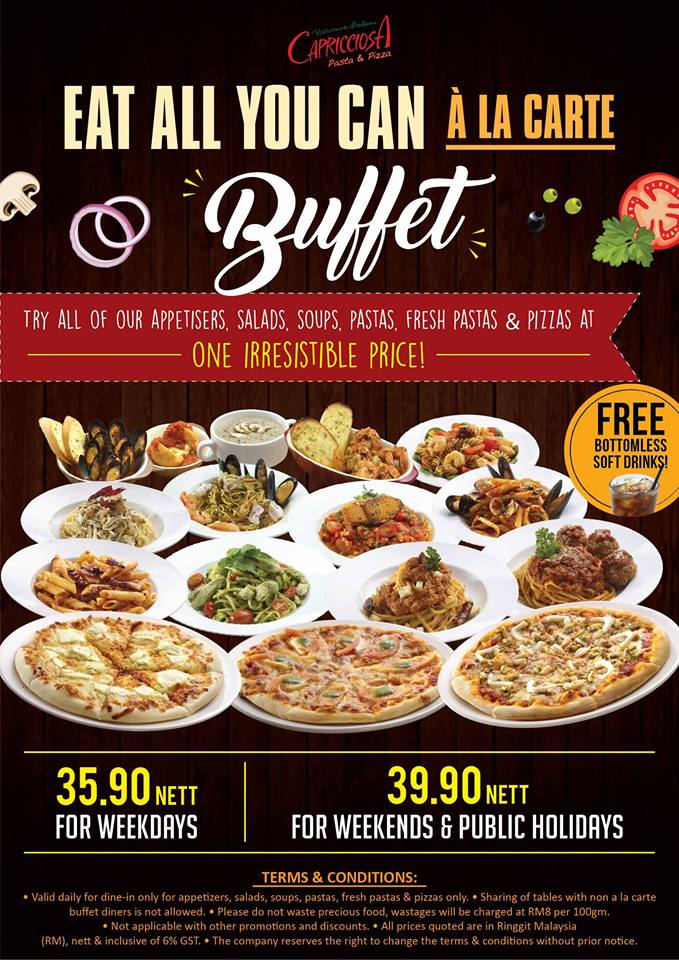 Ristorante Italiano
CAPRICCIOSA
Pasta & Pizza
EAT ALL YOU CAN À LA CARTE
Buffet
TRY ALL OF OUR APPETISERS, SALADS, SOUPS, PASTAS, FRESH PASTAS & PIZZAS AT
ONE IRRESISTIBLE PRICE!
FREE
BOTTOMLESS
SOFT DRINKS!
35.90 NETT
FOR WEEKDAYS
39.90 NETT
FOR WEEKENDS & PUBLIC HOLIDAYS
TERMS & CONDITIONS:
• Valid daily for dine-in only for appetizers, salads, soups, pastas, fresh pastas & pizzas only. • Sharing of tables with non a la carte
buffet diners is not allowed. • Please do not waste precious food, wastages will be charged at RM8 per 100gm.
• Not applicable with other promotions and discounts. • All prices quoted are in Ringgit Malaysia
(RM), nett & inclusive of 6% GST. • The company reserves the right to change the terms & conditions without prior notice.